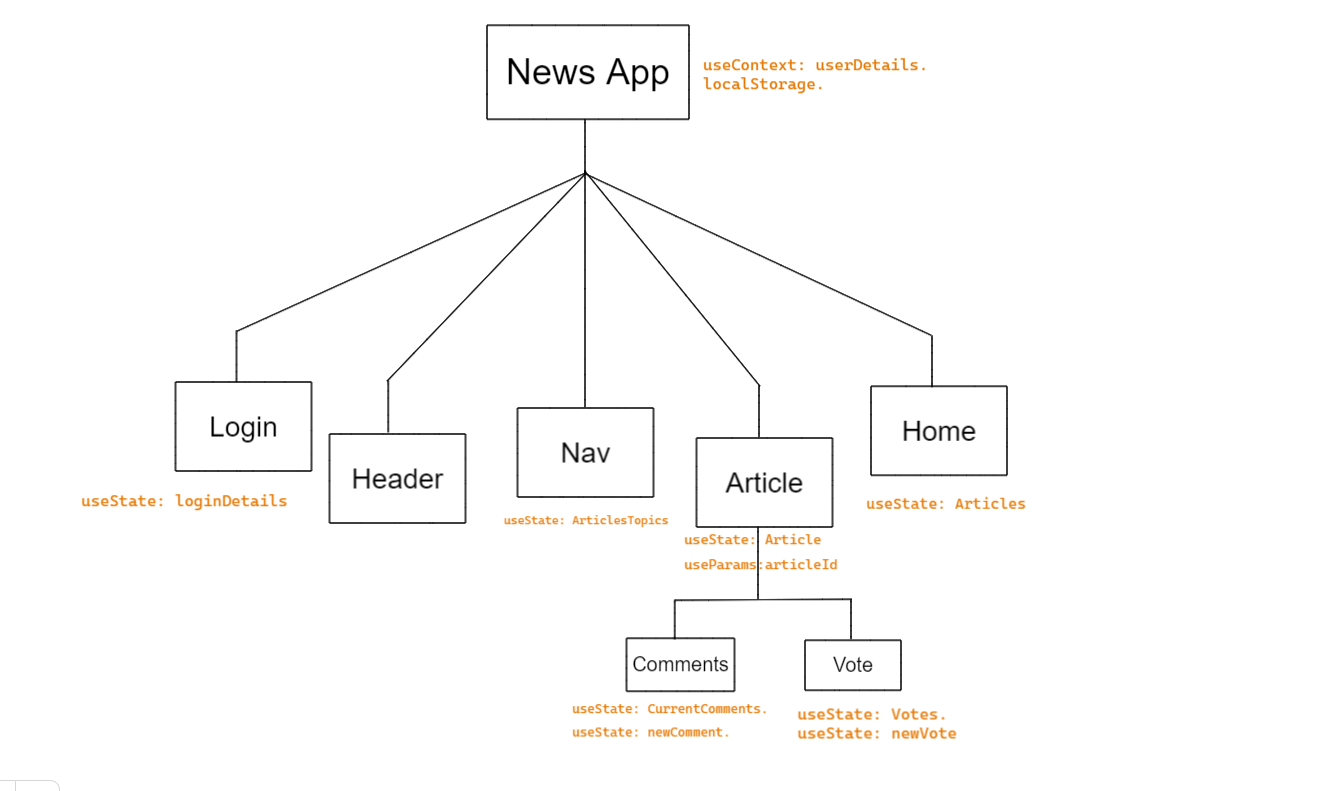 News App
useContext: userDetails.
localStorage.
Login
useState: loginDetails
Header
Nav
useState: ArticlesTopics
Article
useState: Article
useParams:articleId
Home
useState: Articles
Comments
useState: CurrentComments.
useState: newComment.
Vote
useState: Votes.
useState: newVote